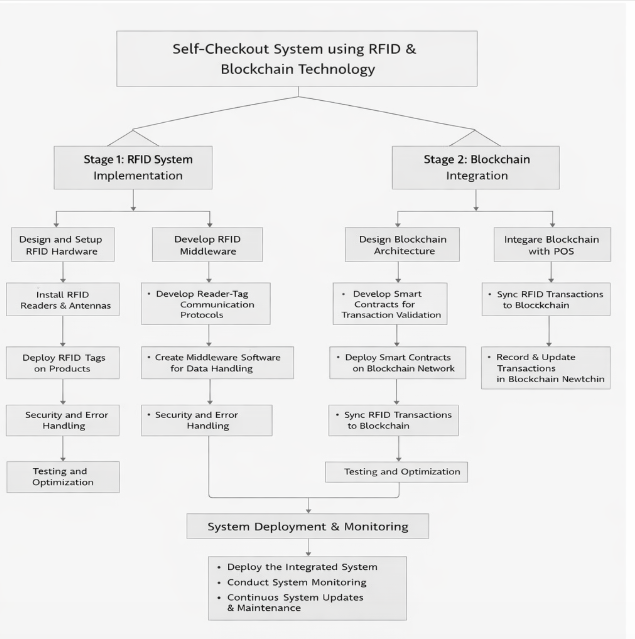 Self-Checkout System using RFID &
Blockchain Technology
Stage 1: RFID System
Implementation
Stage 2: Blockchain
Integration
Design and Setup
RFID Hardware
Develop RFID
Middleware
Design Blockchain
Architecture
Integare Blockchain
with POS
Install RFID
Readers & Antennas
• Develop Reader-Tag
Communication
Protocols
• Develop Smart
Contracts for
Transaction Validation
• Sync RFID Transactions
to Blocckchain
Deploy RFID Tags
on Products
• Create Middleware Software
for Data Handling
• Deploy Smart Contracts
on Blockchain Network
• Record & Update
Transactions
in Blockchain Newtchin
Security and Error
Handling
• Security and Error
Handling
• Sync RFID Transactions
to Blockchain
Testing and
Optimization
Testing and Optimization
System Deployment & Monitoring
• Deploy the Integrated System
• Conduct System Monitoring
• Continuos System Updates
& Maintenance